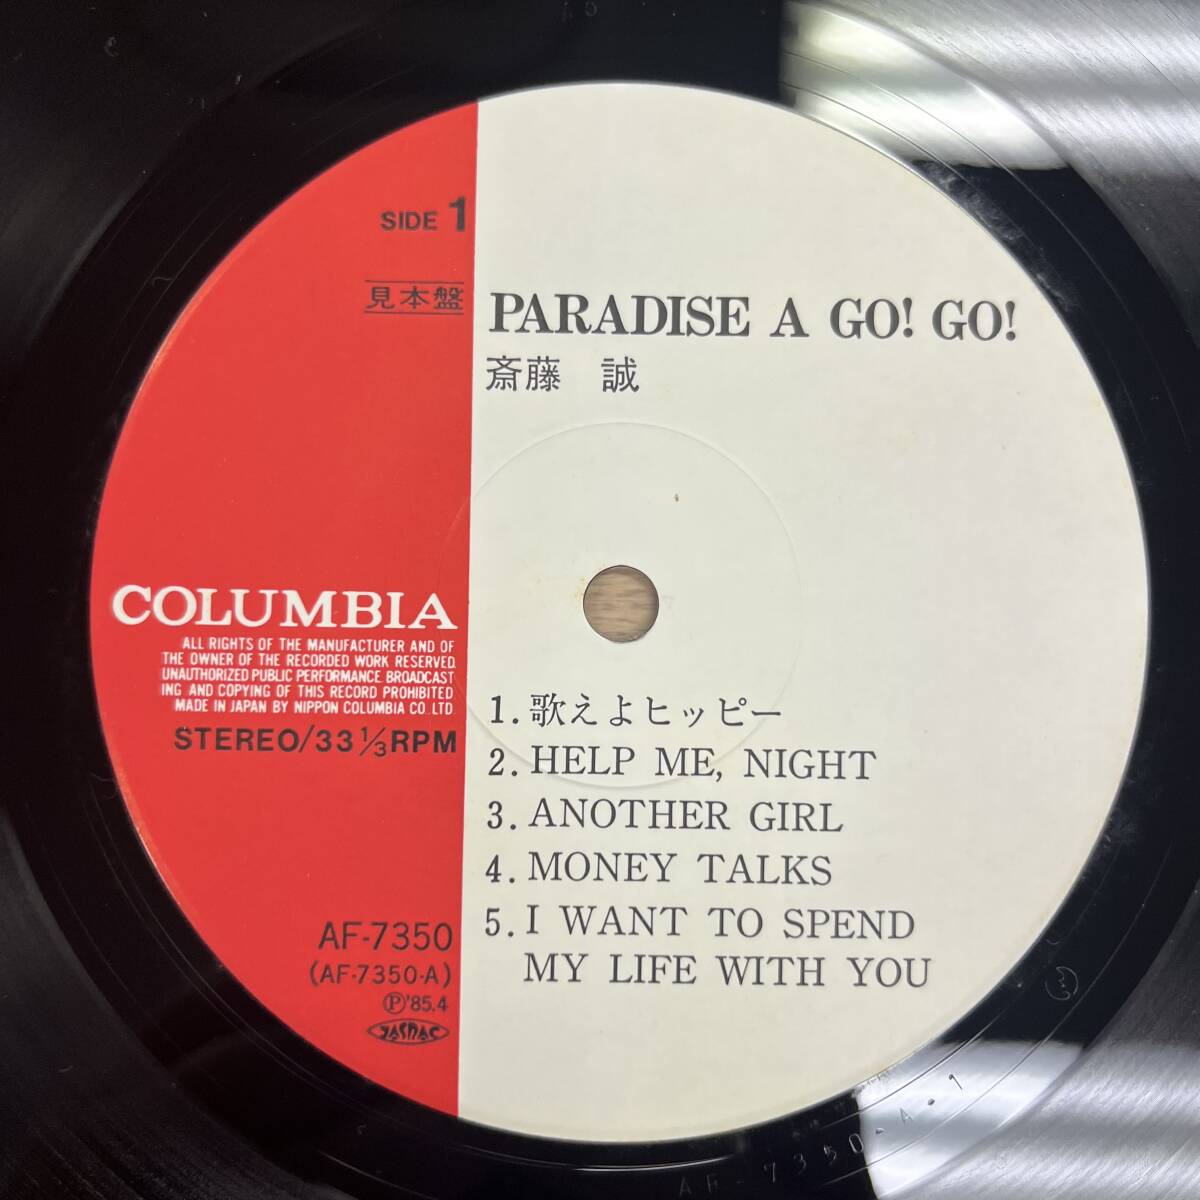 SIDE 1
見本盤
PARADISE A GO! GO!
斎藤 誠
COLUMBIA
ALL RIGHTS OF THE MANUFACTURER AND OF
THE OWNER OF THE RECORDED WORK RESERVED.
UNAUTHORIZED PUBLIC PERFORMANCE. BROADCAST
ING AND COPYING OF THIS RECORD PROHIBITED
MADE IN JAPAN BY NIPPON COLUMBIA CO. LTD.
STEREO/33 ⅓ RPM
1. 歌えよヒッピー
2. HELP ME, NIGHT
3. ANOTHER GIRL
4. MONEY TALKS
5. I WANT TO SPEND
MY LIFE WITH YOU
AF-7350
(AF-7350-A)
Ⓟ'85.4
JASRAC
AF-7350-A-1